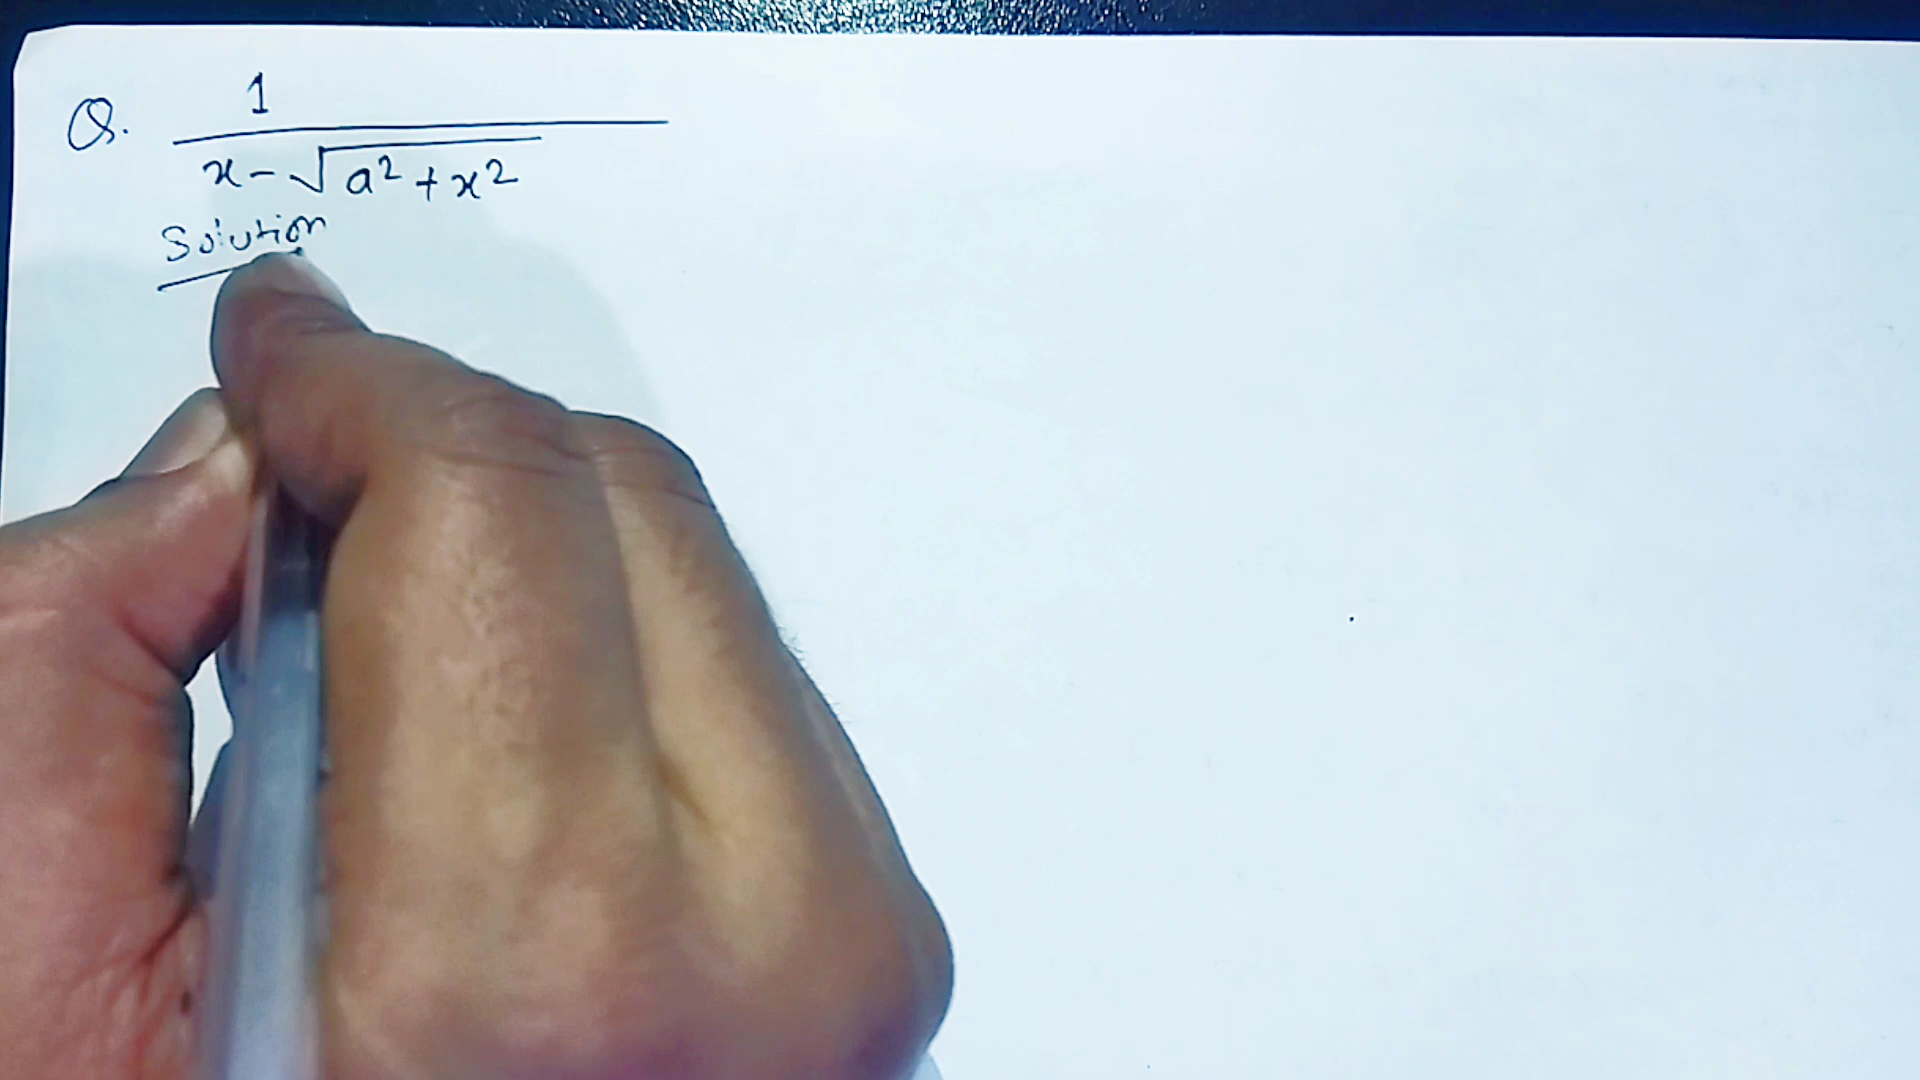 Q. 1
x-√a²+x²
Solution